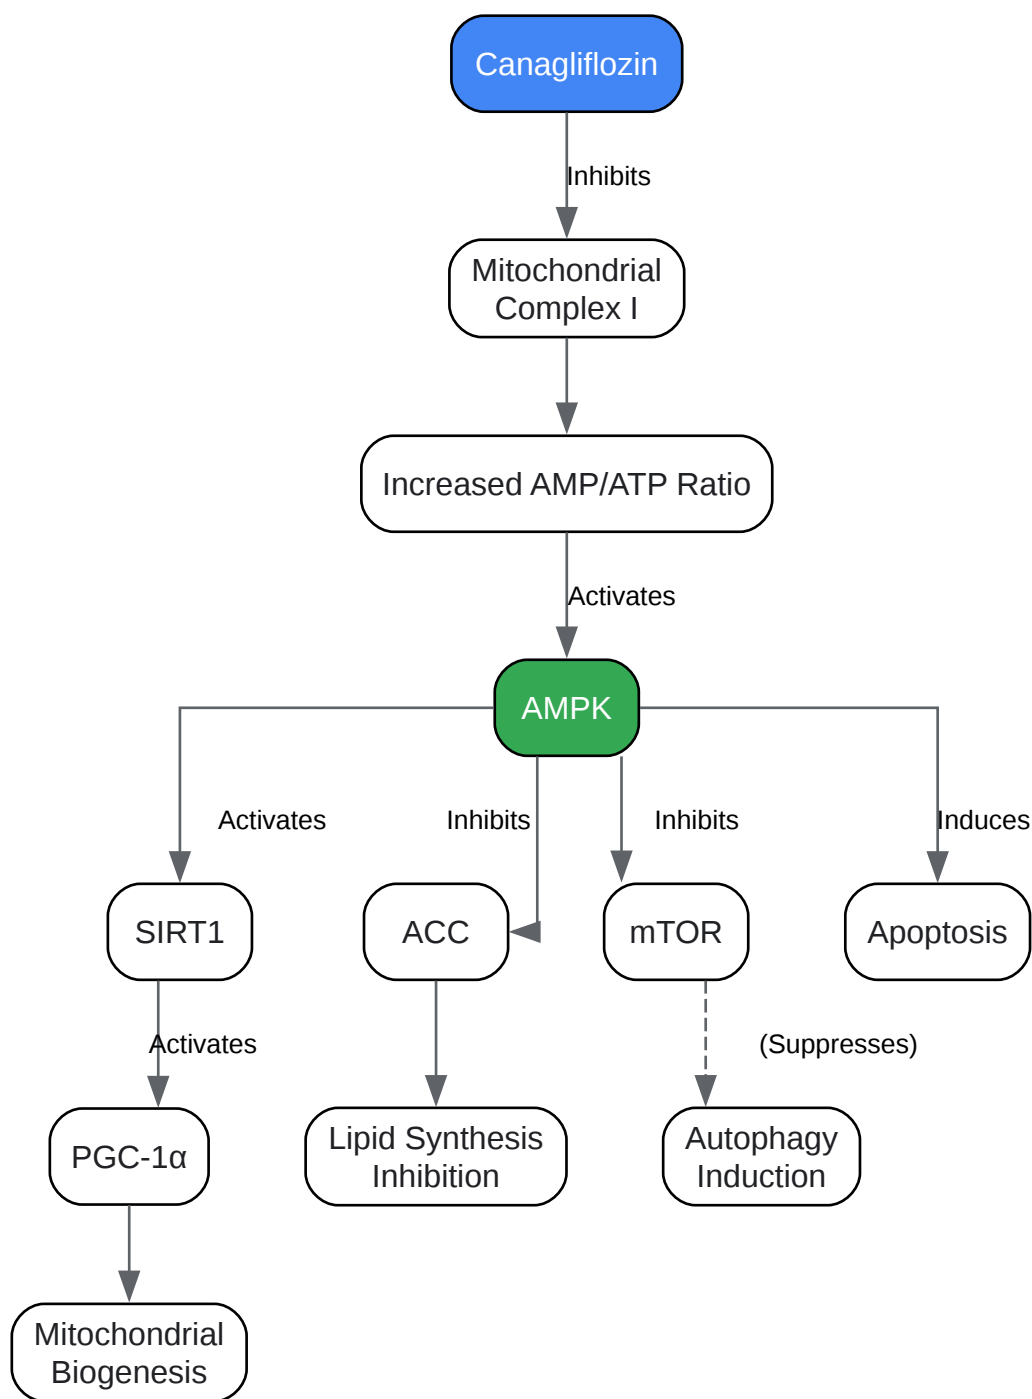 Canagliflozin
Inhibits
Mitochondrial
Complex I
Increased AMP/ATP Ratio
Activates
AMPK
Activates
Inhibits
Inhibits
Induces
SIRT1
ACC
mTOR
Apoptosis
Activates
(Suppresses)
PGC-1α
Lipid Synthesis
Inhibition
Autophagy
Induction
Mitochondrial
Biogenesis